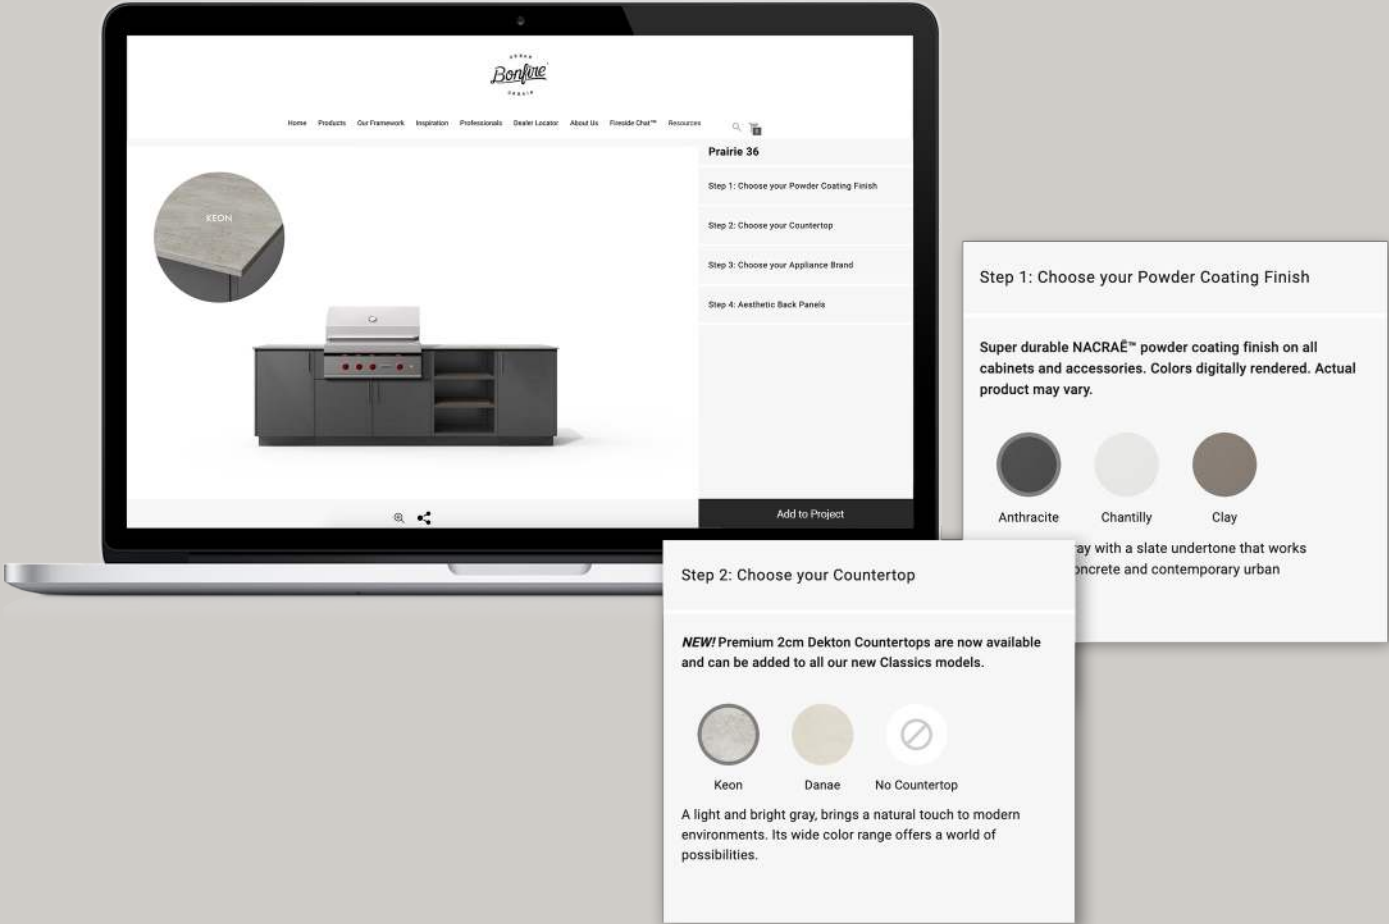 URBAN
Bonfire
URBAIN
Home Products Our Framework Inspiration Professionals Dealer Locator About Us Fireside Chat™ Resources
0
KEON
Prairie 36
Step 1: Choose your Powder Coating Finish
Step 2: Choose your Countertop
Step 3: Choose your Appliance Brand
Step 4: Aesthetic Back Panels
Add to Project
Step 1: Choose your Powder Coating Finish
Super durable NACRAĒ™ powder coating finish on all
cabinets and accessories. Colors digitally rendered. Actual
product may vary.
Anthracite Chantilly Clay
ay with a slate undertone that works
oncrete and contemporary urban
Step 2: Choose your Countertop
NEW! Premium 2cm Dekton Countertops are now available
and can be added to all our new Classics models.
Keon Danae No Countertop
A light and bright gray, brings a natural touch to modern
environments. Its wide color range offers a world of
possibilities.